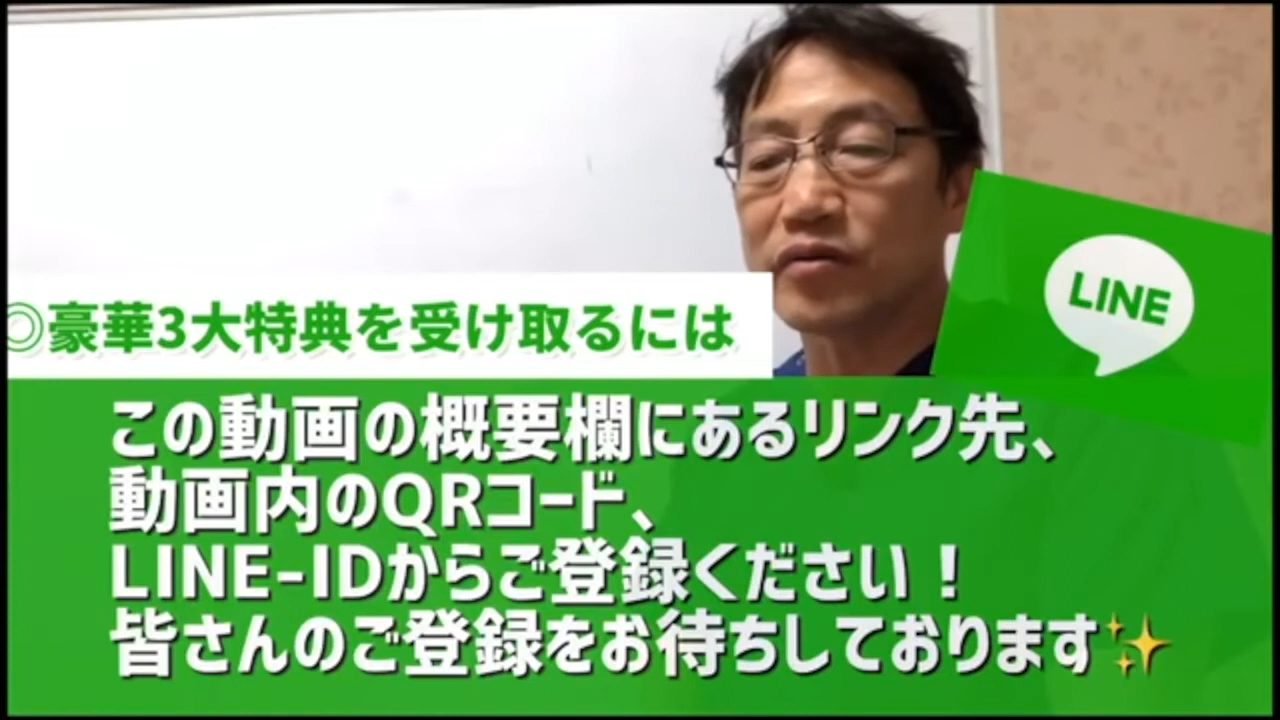 ◎豪華3大特典を受け取るには
LINE
この動画の概要欄にあるリンク先、
動画内のQRコード、
LINE-IDからご登録ください！
皆さんのご登録をお待ちしております✨